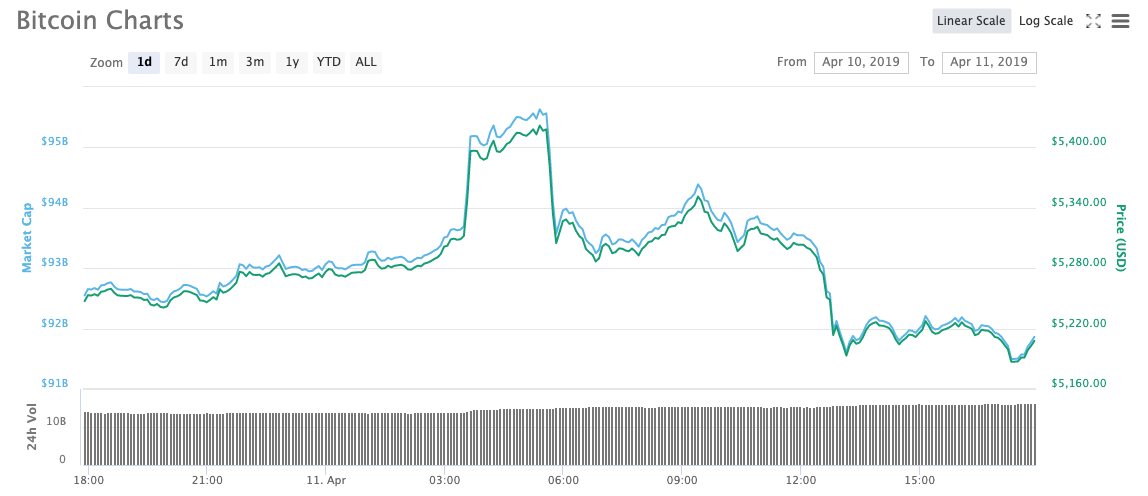 Bitcoin Charts
Linear Scale Log Scale
Zoom 1d 7d 1m 3m 1y YTD ALL
From Apr 10, 2019 To Apr 11, 2019
$95B $5,400.00
$94B $5,340.00
Market Cap
Price (USD)
$93B $5,280.00
$92B $5,220.00
$91B $5,160.00
24h Vol
10B
0
18:00 21:00 11. Apr 03:00 06:00 09:00 12:00 15:00